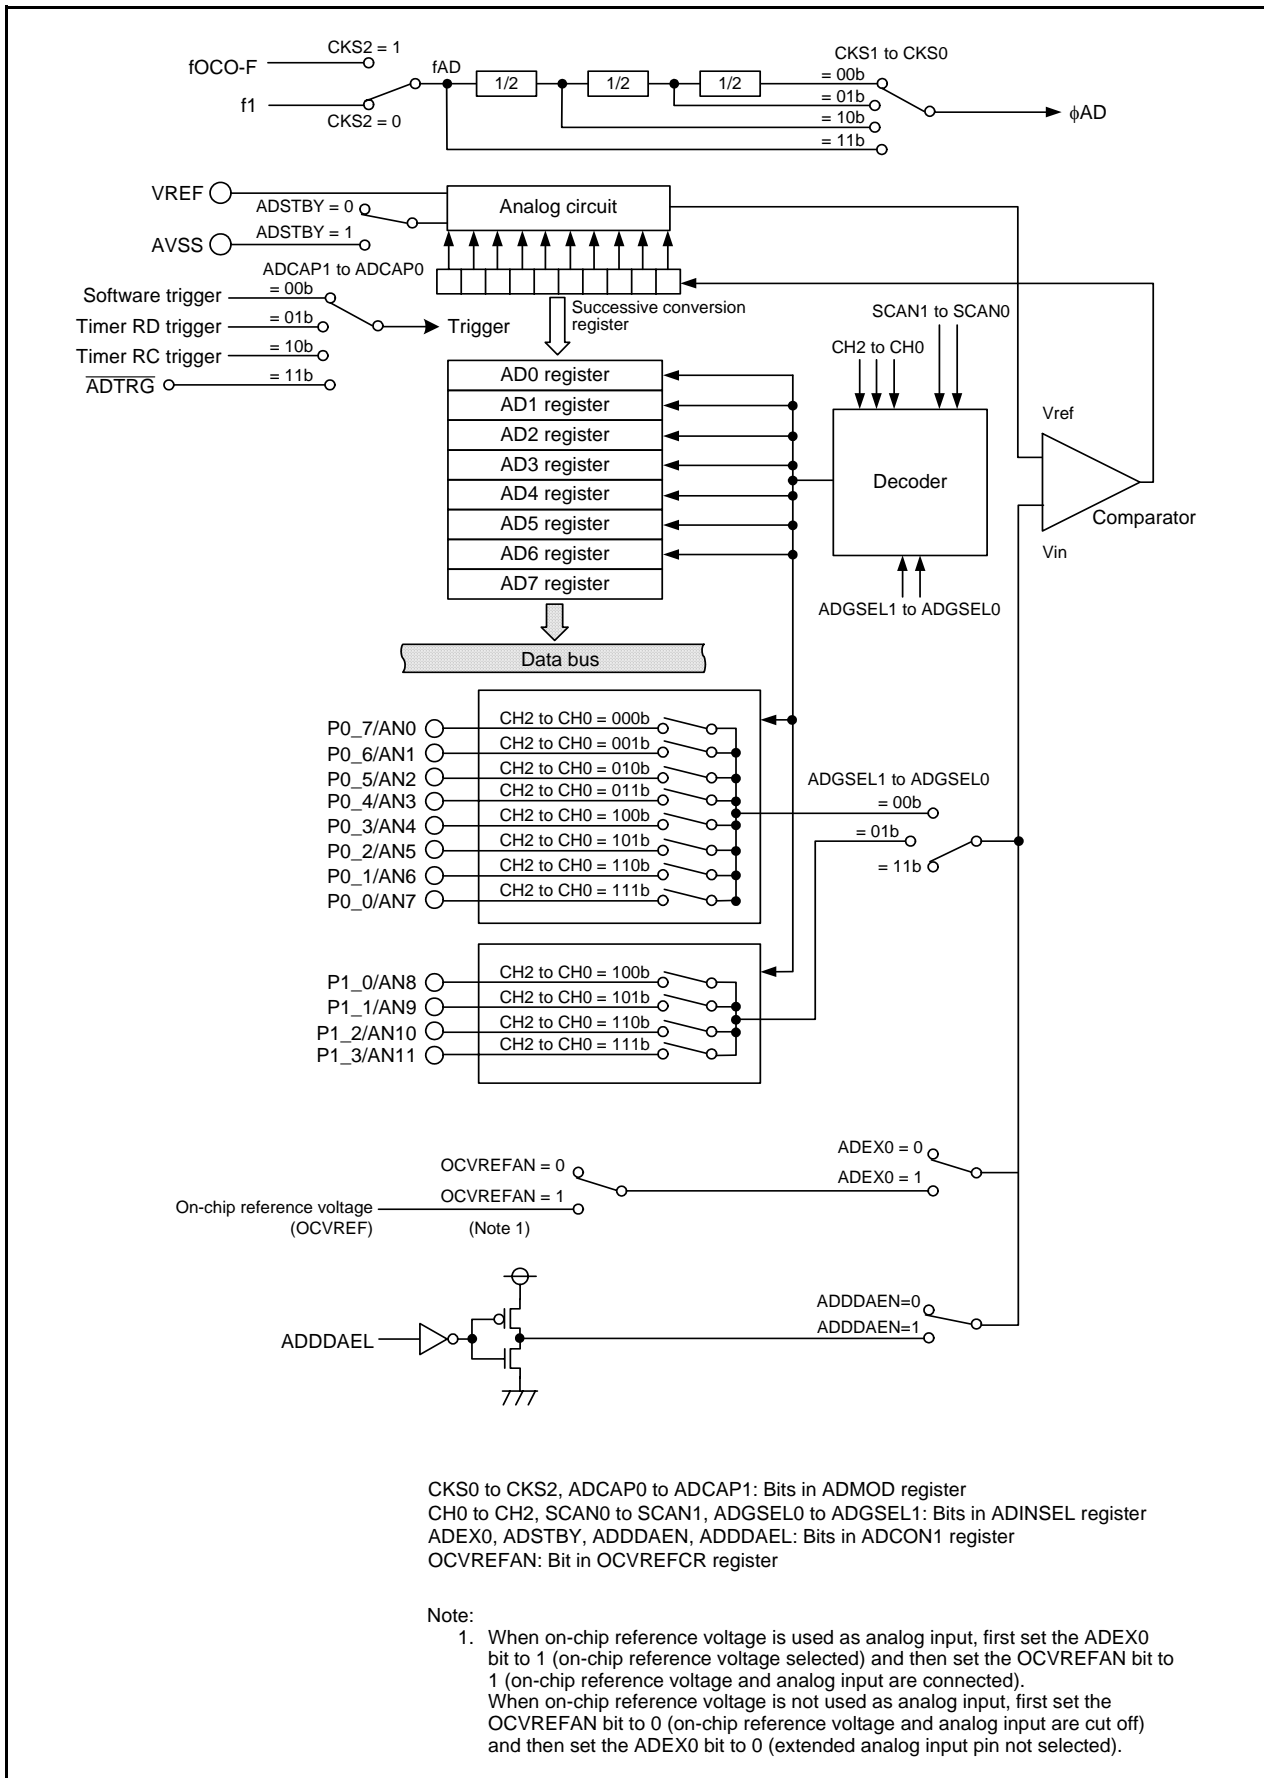 CKS2 = 1
fOCO-F
fAD
f1
CKS2 = 0
1/2
1/2
1/2
CKS1 to CKS0
= 00b
= 01b
= 10b
= 11b
ϕAD
VREF
ADSTBY = 0
AVSS
ADSTBY = 1
Analog circuit
ADCAP1 to ADCAP0
Software trigger
= 00b
Timer RD trigger
= 01b
Timer RC trigger
= 10b
ADTRG
= 11b
Trigger
Successive conversion
register
AD0 register
AD1 register
AD2 register
AD3 register
AD4 register
AD5 register
AD6 register
AD7 register
Data bus
SCAN1 to SCAN0
CH2 to CH0
Decoder
ADGSEL1 to ADGSEL0
Vref
Comparator
Vin
P0_7/AN0
CH2 to CH0 = 000b
P0_6/AN1
CH2 to CH0 = 001b
P0_5/AN2
CH2 to CH0 = 010b
P0_4/AN3
CH2 to CH0 = 011b
P0_3/AN4
CH2 to CH0 = 100b
P0_2/AN5
CH2 to CH0 = 101b
P0_1/AN6
CH2 to CH0 = 110b
P0_0/AN7
CH2 to CH0 = 111b
ADGSEL1 to ADGSEL0
= 00b
= 01b
= 11b
P1_0/AN8
CH2 to CH0 = 100b
P1_1/AN9
CH2 to CH0 = 101b
P1_2/AN10
CH2 to CH0 = 110b
P1_3/AN11
CH2 to CH0 = 111b
OCVREFAN = 0
OCVREFAN = 1
On-chip reference voltage
(OCVREF)
(Note 1)
ADEX0 = 0
ADEX0 = 1
ADDDAEL
ADDDAEN=0
ADDDAEN=1
CKS0 to CKS2, ADCAP0 to ADCAP1: Bits in ADMOD register
CH0 to CH2, SCAN0 to SCAN1, ADGSEL0 to ADGSEL1: Bits in ADINSEL register
ADEX0, ADSTBY, ADDDAEN, ADDDAEL: Bits in ADCON1 register
OCVREFAN: Bit in OCVREFCR register
Note:
1. When on-chip reference voltage is used as analog input, first set the ADEX0
bit to 1 (on-chip reference voltage selected) and then set the OCVREFAN bit to
1 (on-chip reference voltage and analog input are connected).
When on-chip reference voltage is not used as analog input, first set the
OCVREFAN bit to 0 (on-chip reference voltage and analog input are cut off)
and then set the ADEX0 bit to 0 (extended analog input pin not selected).